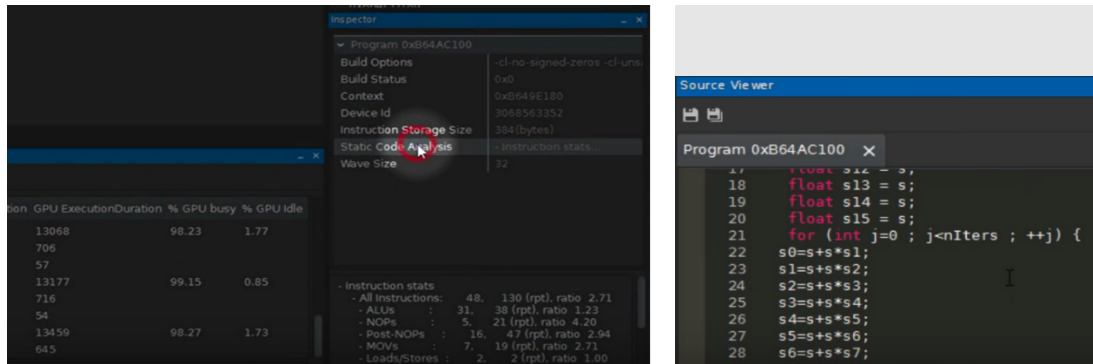 Inspector
Program 0xB64AC100
Build Options -cl-no-signed-zeros -cl-uns
Build Status 0x0
Context 0xB649E180
Device Id 3068563352
Instruction Storage Size 384(bytes)
Static Code Analysis - Instruction stats...
Wave Size 32
tion GPU ExecutionDuration % GPU busy % GPU Idle
13068 98.23 1.77
706
57
13177 99.15 0.85
716
54
13459 98.27 1.73
645
- Instruction stats
- All Instructions: 48, 130 (rpt), ratio 2.71
- ALUs : 31, 38 (rpt), ratio 1.23
- NOPs : 5, 21 (rpt), ratio 4.20
- Post-NOPs : 16, 47 (rpt), ratio 2.94
- MOVs : 7, 19 (rpt), ratio 2.71
- Loads/Stores : 2, 2 (rpt), ratio 1.00
Source Viewer
Program 0xB64AC100
17 float s12 = s;
18 float s13 = s;
19 float s14 = s;
20 float s15 = s;
21 for (int j=0 ; j<nIters ; ++j) {
22 s0=s+s*s1;
23 s1=s+s*s2;
24 s2=s+s*s3;
25 s3=s+s*s4;
26 s4=s+s*s5;
27 s5=s+s*s6;
28 s6=s+s*s7;